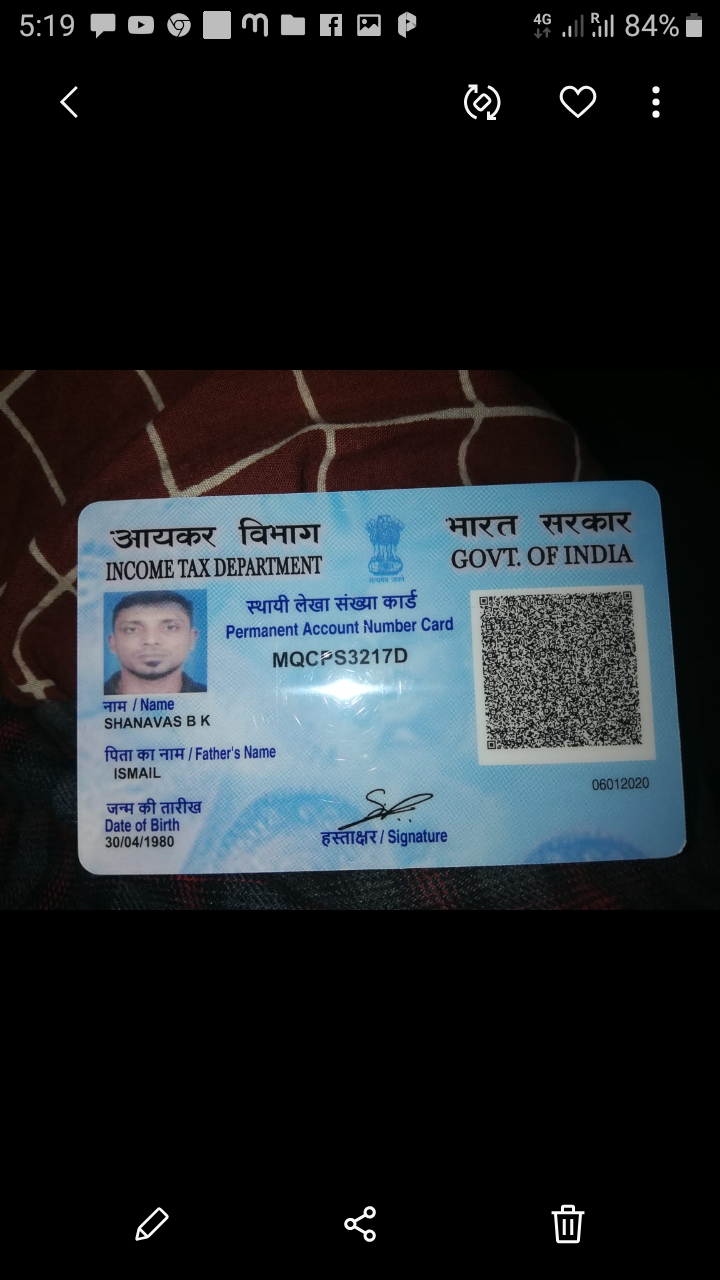 5:19
4G
R
84%
आयकर विभाग
INCOME TAX DEPARTMENT
सत्यमेव जयते
भारत सरकार
GOVT. OF INDIA
स्थायी लेखा संख्या कार्ड
Permanent Account Number Card
MQCPS3217D
नाम / Name
SHANAVAS B K
पिता का नाम / Father's Name
ISMAIL
06012020
जन्म की तारीख
Date of Birth
30/04/1980
हस्ताक्षर / Signature